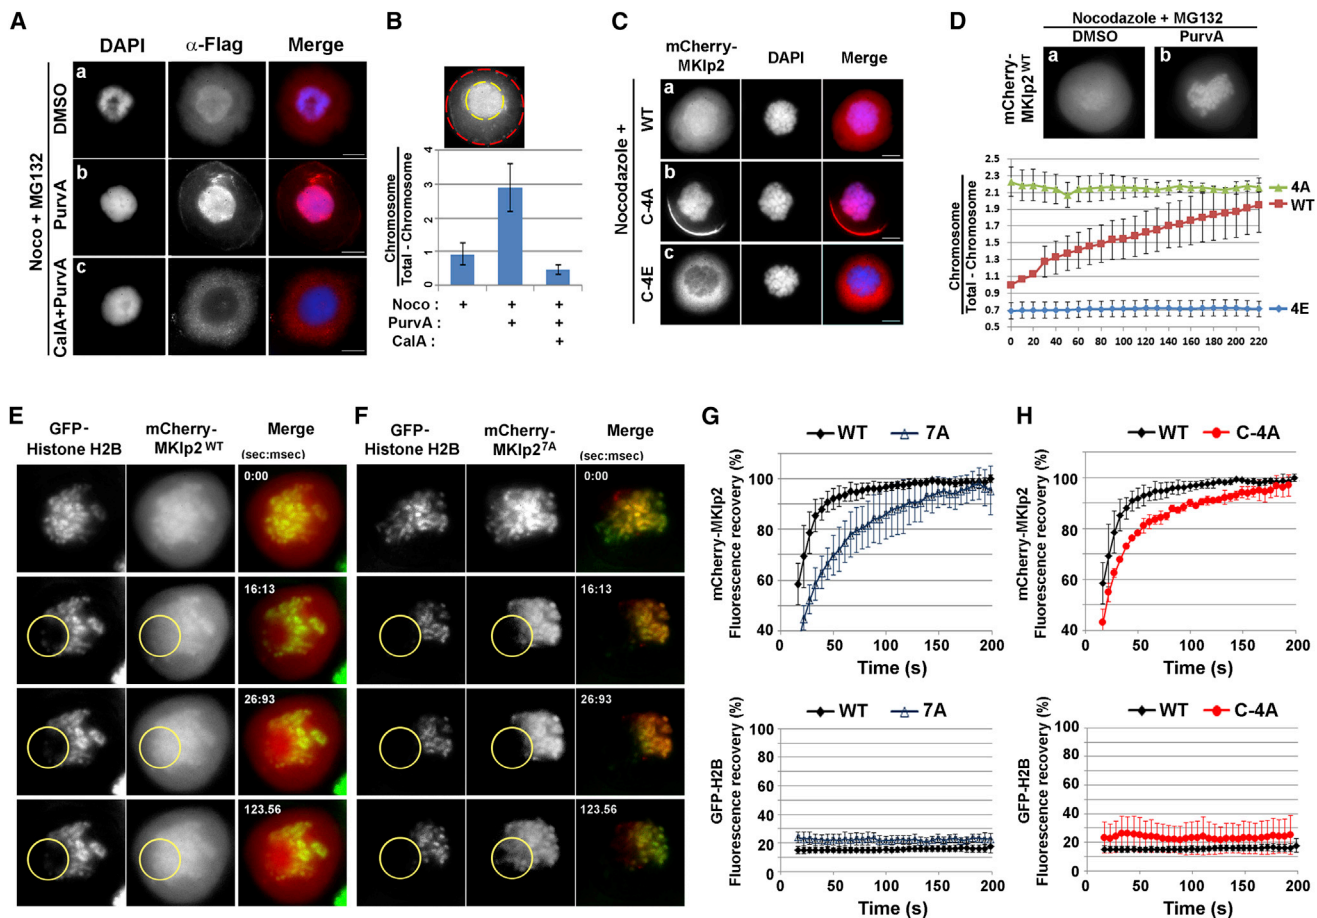 A
DAPI
α-Flag
Merge
Noco + MG132
a
DMSO
b
PurvA
c
CalA+PurvA
B
Chromosome
Total - Chromosome
4
3
2
1
0
Noco :
+
+
+
PurvA :
+
+
CalA :
+
C
mCherry-
MKlp2
DAPI
Merge
Nocodazole +
a
WT
b
C-4A
c
C-4E
D
Nocodazole + MG132
DMSO
PurvA
mCherry-
MKlp2 WT
a
b
Chromosome
Total - Chromosome
2.5
2.3
2.1
1.9
1.7
1.5
1.3
1.1
0.9
0.7
0.5
4A
WT
4E
0 20 40 60 80 100 120 140 160 180 200 220
E
GFP-
Histone H2B
mCherry-
MKlp2 WT
Merge
(sec:msec)
0:00
16:13
26:93
123.56
F
GFP-
Histone H2B
mCherry-
MKlp2 7A
Merge
(sec:msec)
0:00
16:13
26:93
123.56
G
WT
7A
mCherry-MKlp2
Fluorescence recovery (%)
100
80
60
40
0 50 100 150 200
Time (s)
WT
7A
GFP-H2B
Fluorescence recovery (%)
100
80
60
40
20
0
0 50 100 150 200
Time (s)
H
WT
C-4A
mCherry-MKlp2
Fluorescence recovery (%)
100
80
60
40
0 50 100 150 200
Time (s)
WT
C-4A
GFP-H2B
Fluorescence recovery (%)
100
80
60
40
20
0
0 50 100 150 200
Time (s)